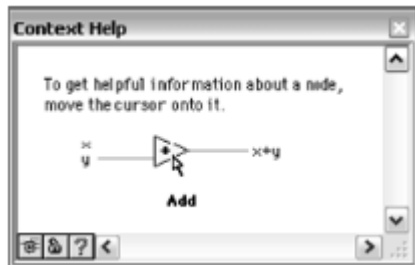 Context Help
To get helpful information about a node,
move the cursor onto it.
x
y
x+y
Add
?